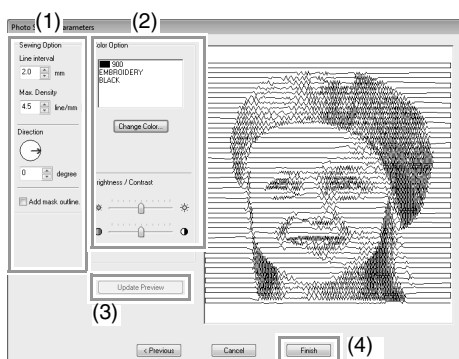 (1)
(2)
Photo S arameters
Sewing Option
Line interval
2.0 mm
Max. Density
4.5 line/mm
Direction
0 degree
Add mask outline.
olor Option
900
EMBROIDERY
BLACK
Change Color...
rightness / Contrast
Update Preview
(3)
< Previous
Cancel
Finish
(4)